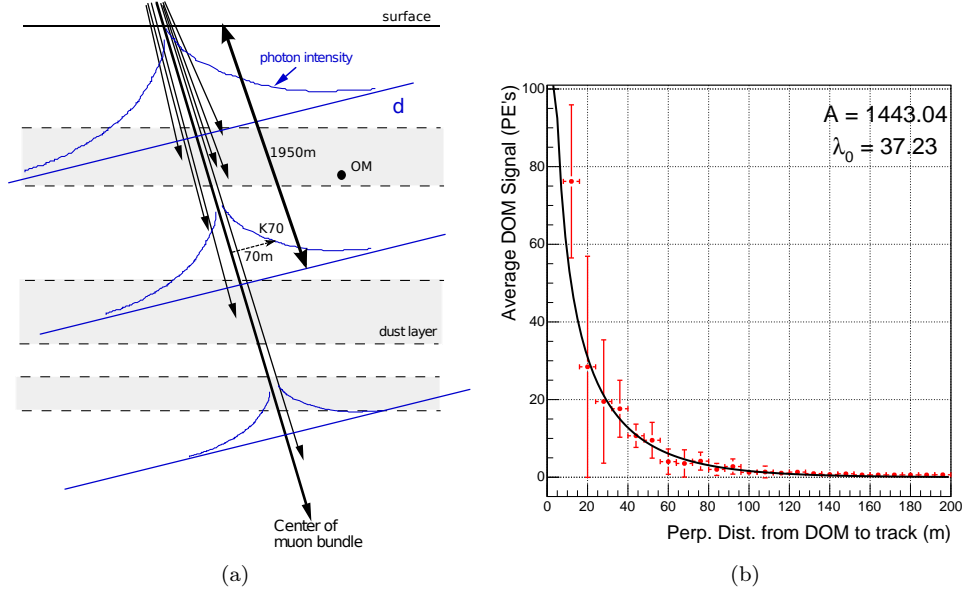 surface
photon intensity
d
1950m
OM
K70
70m
dust layer
Center of
muon bundle
(a)
Average DOM Signal (PE's)
100
80
60
40
20
0
A = 1443.04
λ₀ = 37.23
0 20 40 60 80 100 120 140 160 180 200
Perp. Dist. from DOM to track (m)
(b)